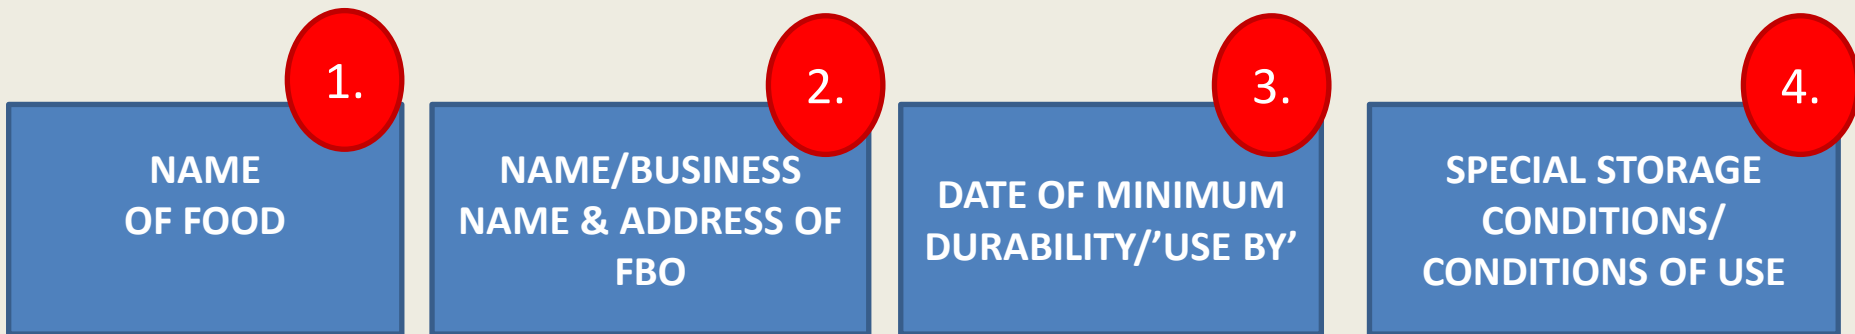 1.
NAME
OF FOOD
2.
NAME/BUSINESS
NAME & ADDRESS OF
FBO
3.
DATE OF MINIMUM
DURABILITY/’USE BY’
4.
SPECIAL STORAGE
CONDITIONS/
CONDITIONS OF USE